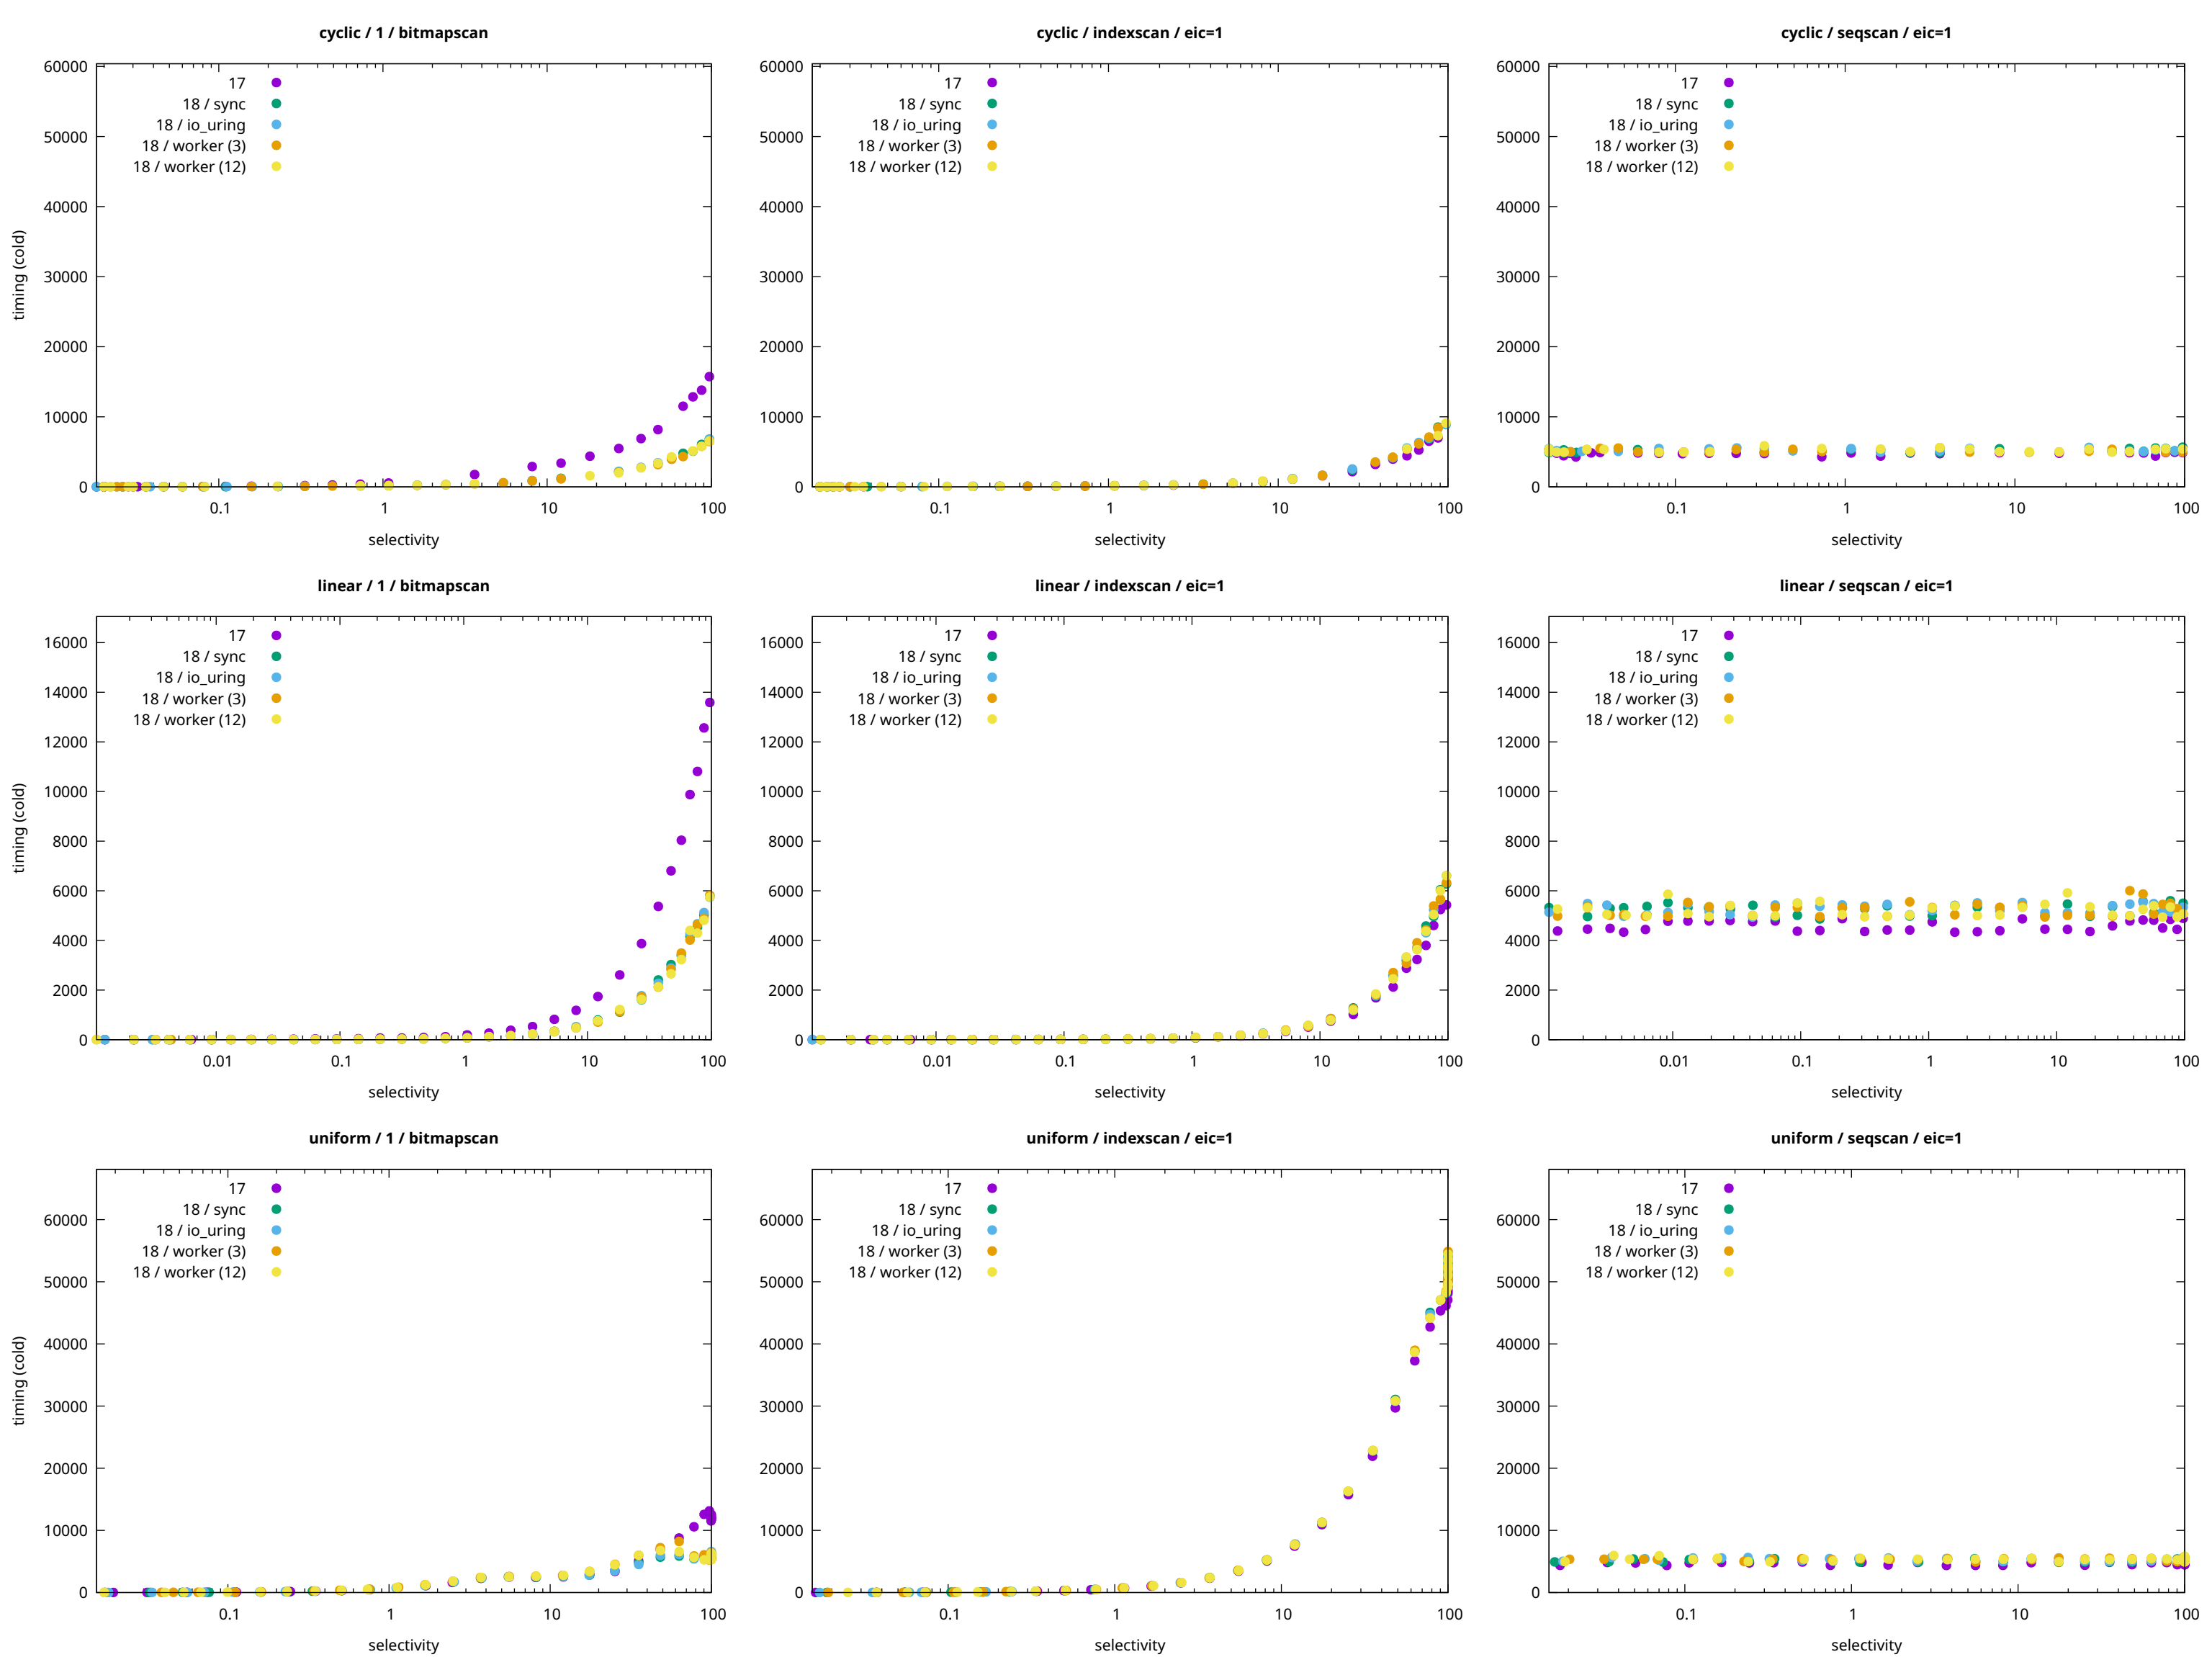 cyclic / 1 / bitmapscan
60000
50000
40000
30000
20000
10000
0
timing (cold)
17
18 / sync
18 / io_uring
18 / worker (3)
18 / worker (12)
0.1 1 10 100
selectivity
cyclic / indexscan / eic=1
60000
50000
40000
30000
20000
10000
0
17
18 / sync
18 / io_uring
18 / worker (3)
18 / worker (12)
0.1 1 10 100
selectivity
cyclic / seqscan / eic=1
60000
50000
40000
30000
20000
10000
0
17
18 / sync
18 / io_uring
18 / worker (3)
18 / worker (12)
0.1 1 10 100
selectivity
linear / 1 / bitmapscan
16000
14000
12000
10000
8000
6000
4000
2000
0
timing (cold)
17
18 / sync
18 / io_uring
18 / worker (3)
18 / worker (12)
0.01 0.1 1 10 100
selectivity
linear / indexscan / eic=1
16000
14000
12000
10000
8000
6000
4000
2000
0
17
18 / sync
18 / io_uring
18 / worker (3)
18 / worker (12)
0.01 0.1 1 10 100
selectivity
linear / seqscan / eic=1
16000
14000
12000
10000
8000
6000
4000
2000
0
17
18 / sync
18 / io_uring
18 / worker (3)
18 / worker (12)
0.01 0.1 1 10 100
selectivity
uniform / 1 / bitmapscan
60000
50000
40000
30000
20000
10000
0
timing (cold)
17
18 / sync
18 / io_uring
18 / worker (3)
18 / worker (12)
0.1 1 10 100
selectivity
uniform / indexscan / eic=1
60000
50000
40000
30000
20000
10000
0
17
18 / sync
18 / io_uring
18 / worker (3)
18 / worker (12)
0.1 1 10 100
selectivity
uniform / seqscan / eic=1
60000
50000
40000
30000
20000
10000
0
17
18 / sync
18 / io_uring
18 / worker (3)
18 / worker (12)
0.1 1 10 100
selectivity